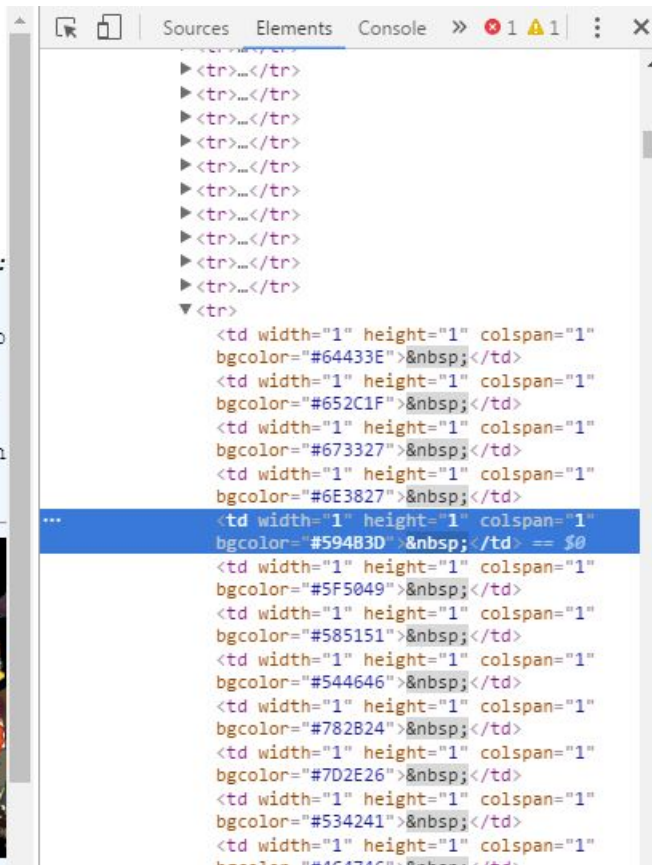 Sources Elements Console » 1 1
<tr>…</tr>
<tr>…</tr>
<tr>…</tr>
<tr>…</tr>
<tr>…</tr>
<tr>…</tr>
<tr>…</tr>
<tr>…</tr>
<tr>…</tr>
<tr>…</tr>
<tr>
<td width="1" height="1" colspan="1"
bgcolor="#64433E">&nbsp;</td>
<td width="1" height="1" colspan="1"
bgcolor="#652C1F">&nbsp;</td>
<td width="1" height="1" colspan="1"
bgcolor="#673327">&nbsp;</td>
<td width="1" height="1" colspan="1"
bgcolor="#6E3827">&nbsp;</td>
… <td width="1" height="1" colspan="1"
bgcolor="#594B3D">&nbsp;</td> == $0
<td width="1" height="1" colspan="1"
bgcolor="#5F5049">&nbsp;</td>
<td width="1" height="1" colspan="1"
bgcolor="#585151">&nbsp;</td>
<td width="1" height="1" colspan="1"
bgcolor="#544646">&nbsp;</td>
<td width="1" height="1" colspan="1"
bgcolor="#782B24">&nbsp;</td>
<td width="1" height="1" colspan="1"
bgcolor="#7D2E26">&nbsp;</td>
<td width="1" height="1" colspan="1"
bgcolor="#534241">&nbsp;</td>
<td width="1" height="1" colspan="1"